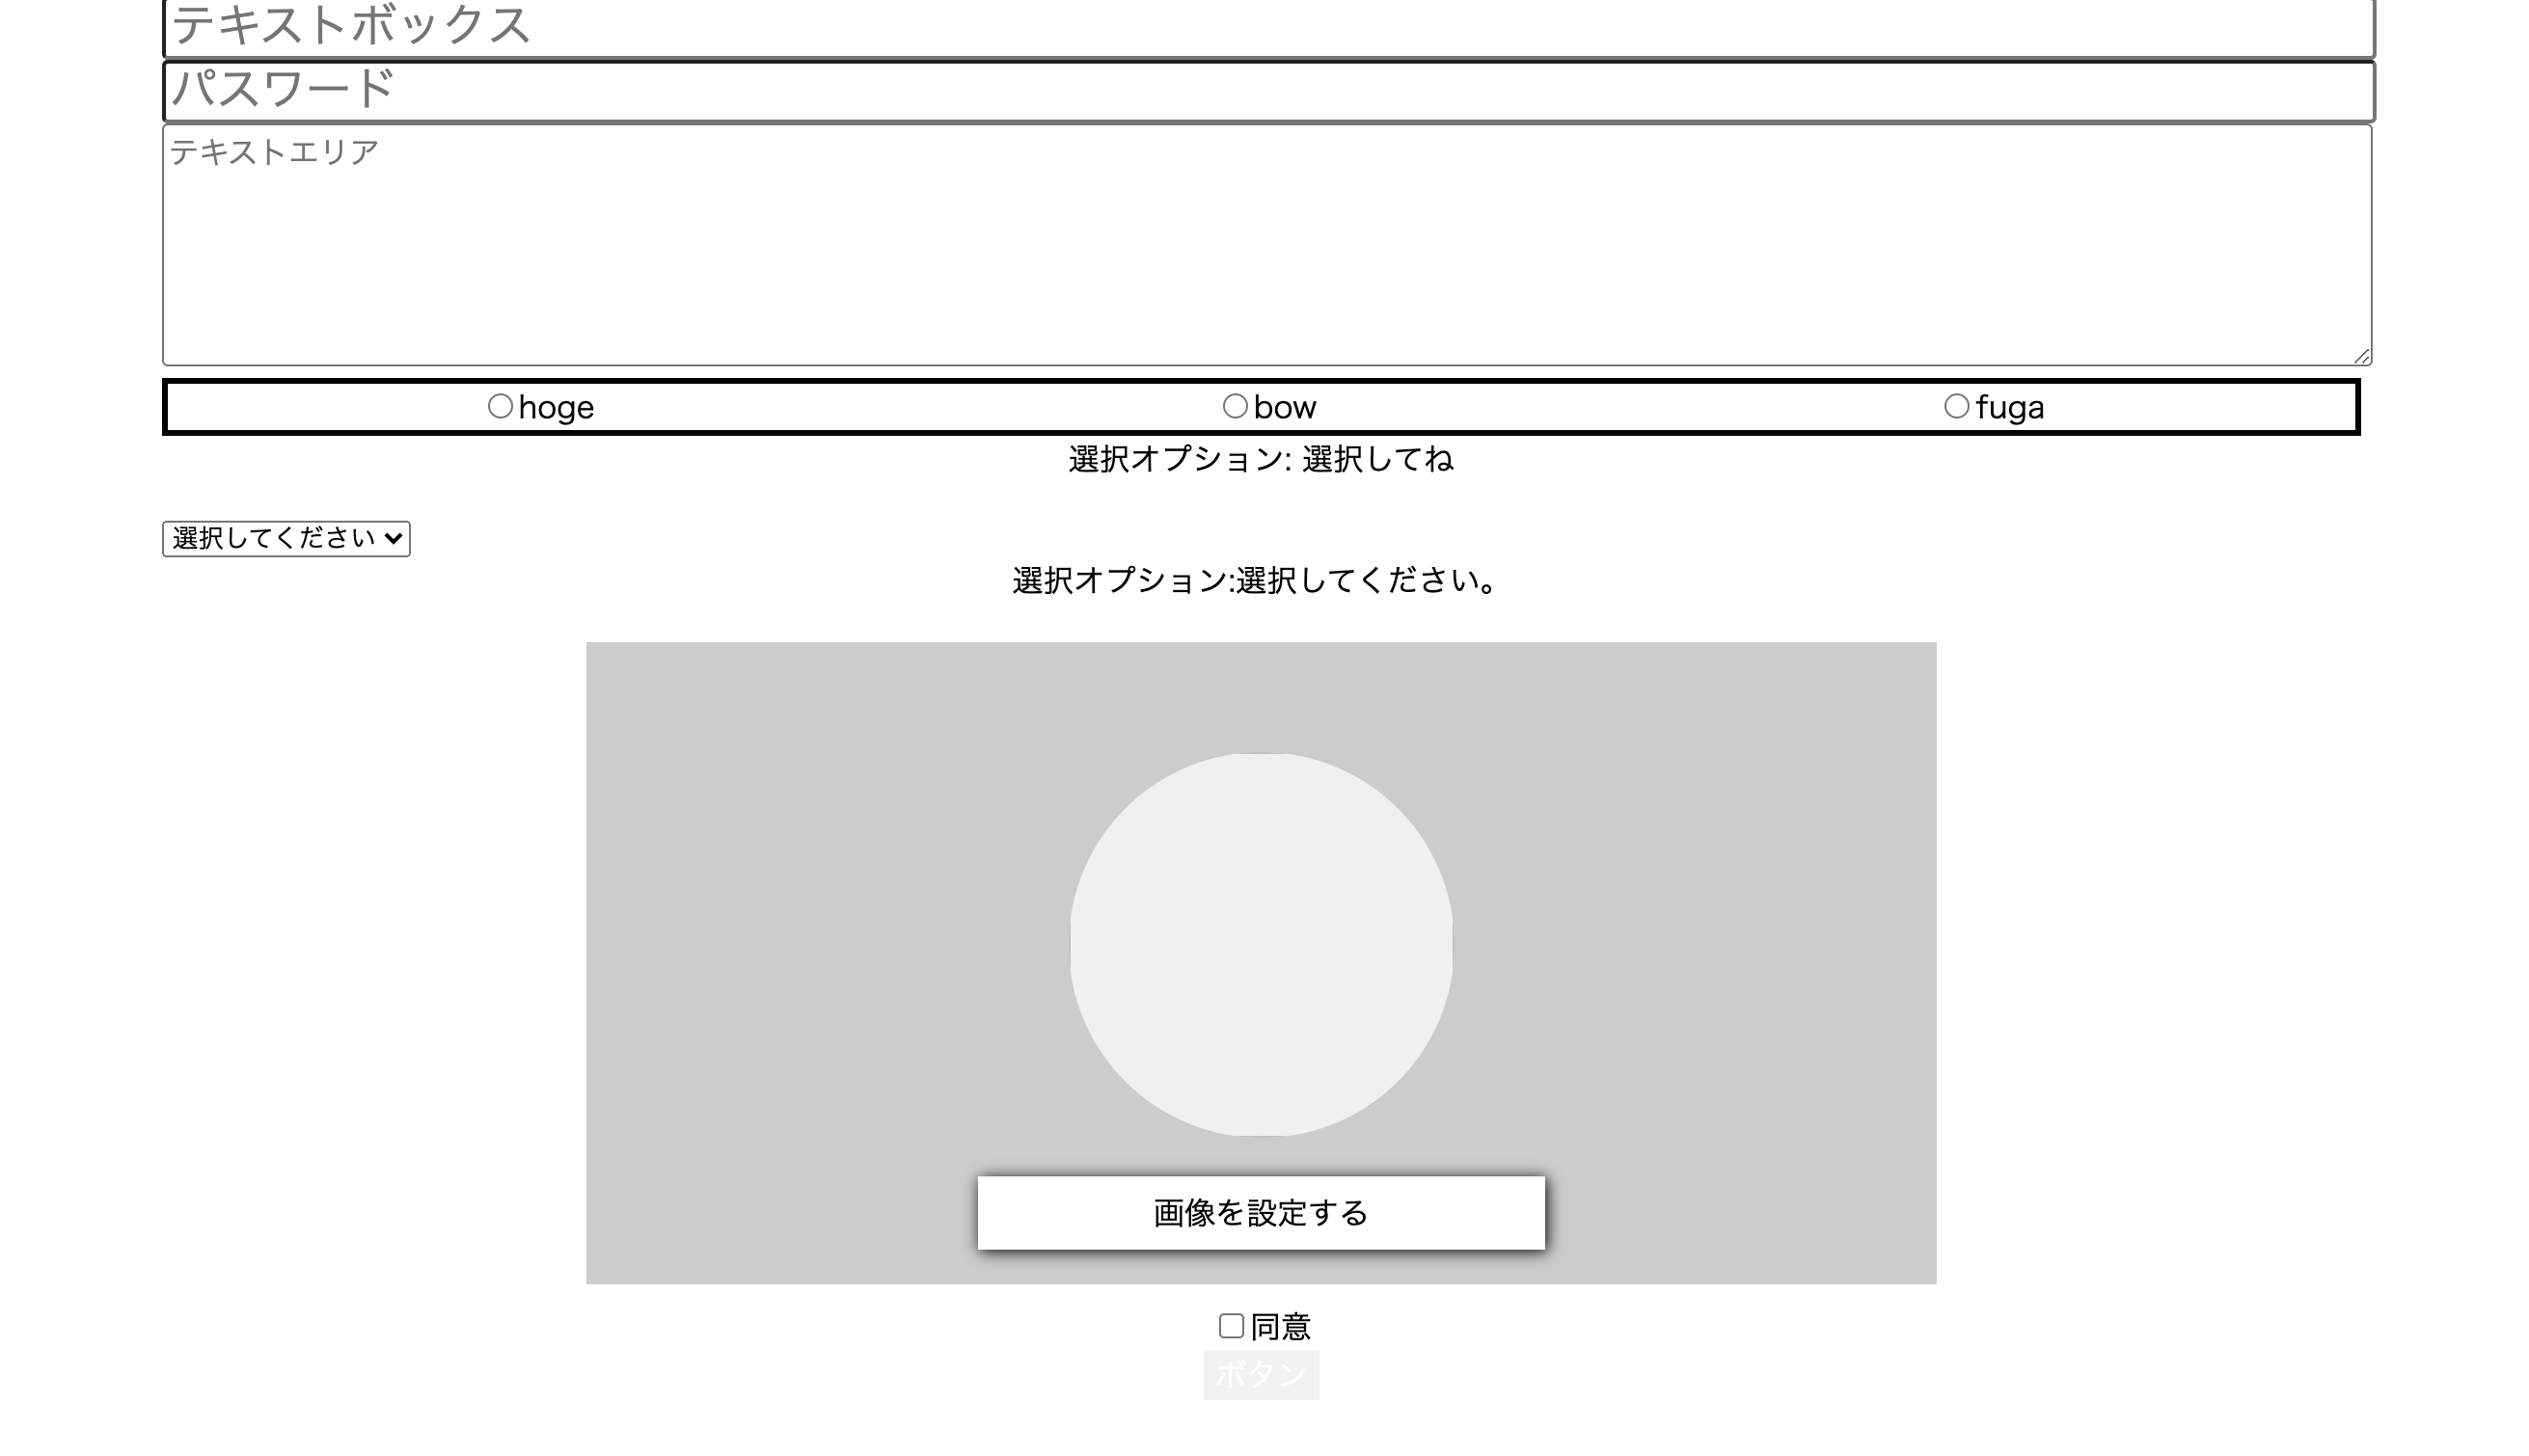 テキストボックス
パスワード
テキストエリア
hoge bow fuga
選択オプション: 選択してね
選択してください
選択オプション:選択してください。
画像を設定する
同意
ボタン